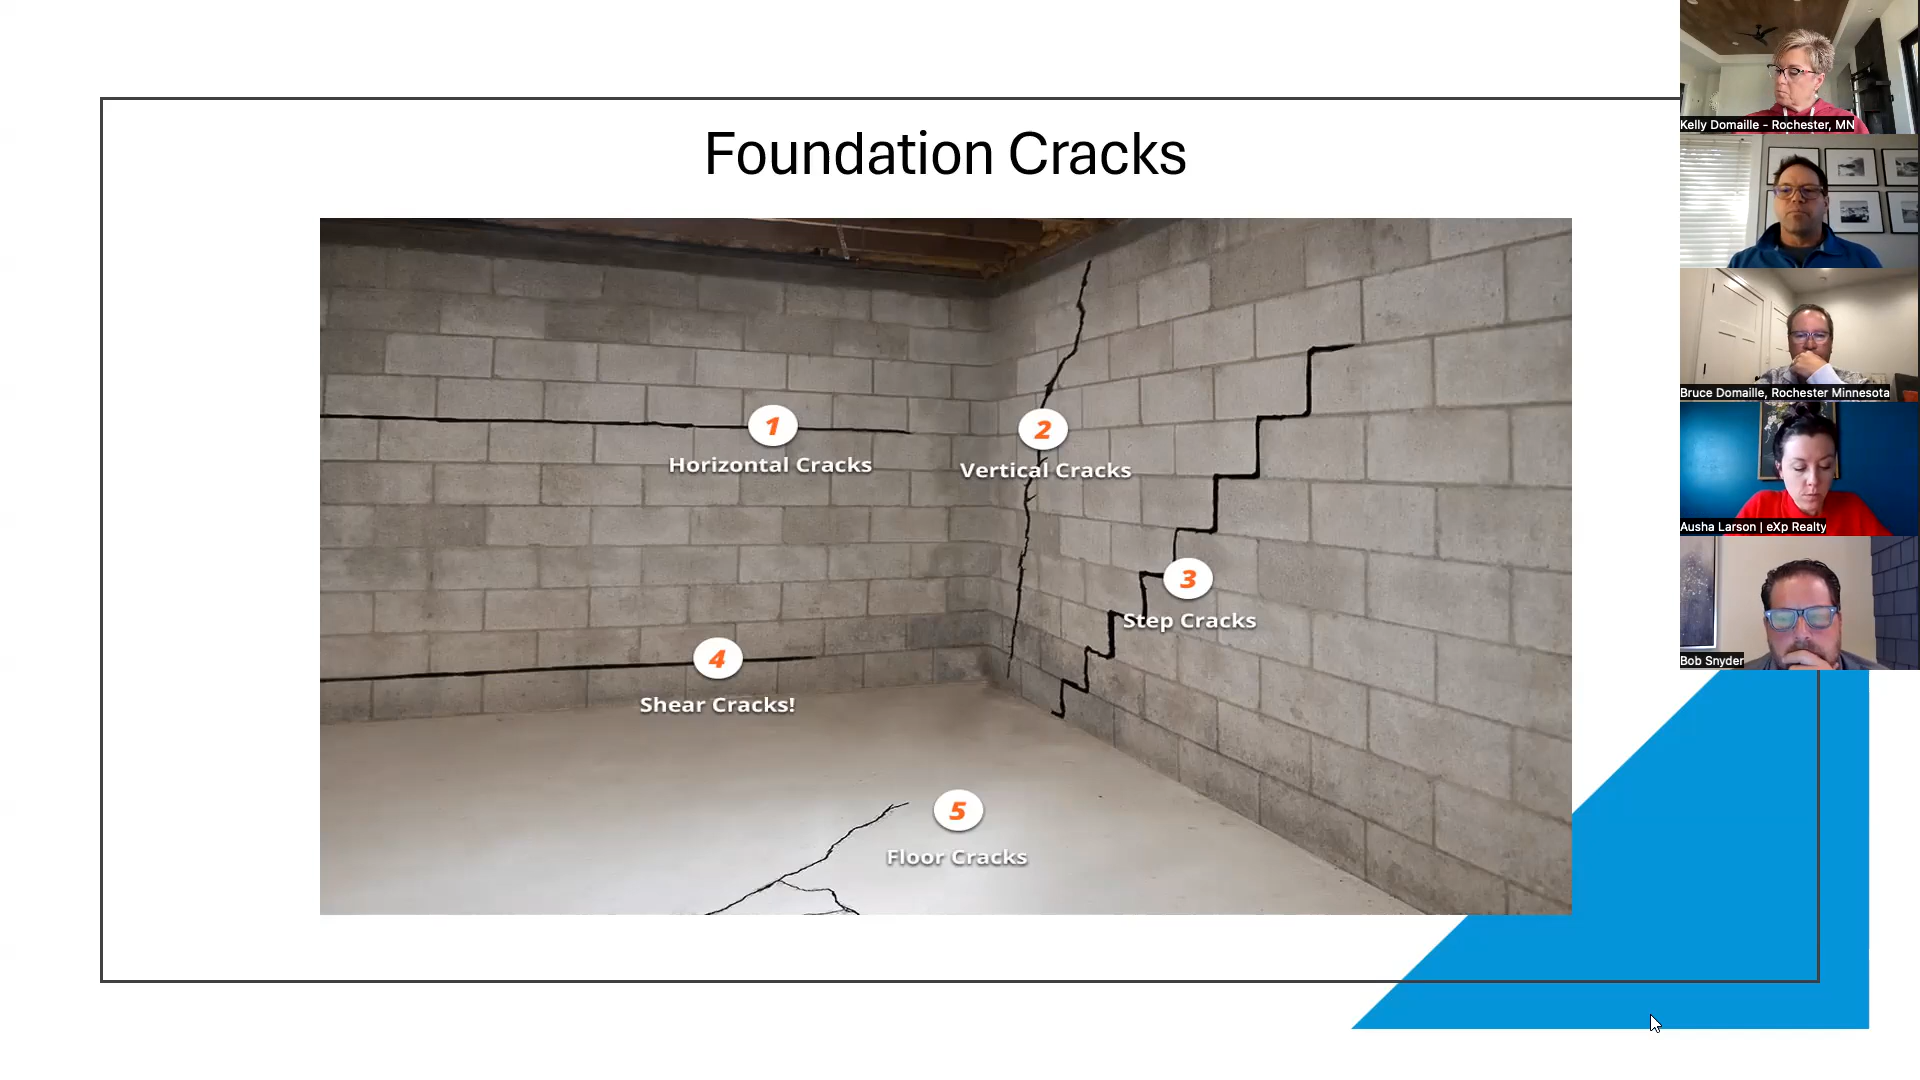 Foundation Cracks
1
Horizontal Cracks
2
Vertical Cracks
3
Step Cracks
4
Shear Cracks!
5
Floor Cracks
Kelly Domaille - Rochester, MN
Bruce Domaille, Rochester Minnesota
Ausha Larson | eXp Realty
Bob Snyder